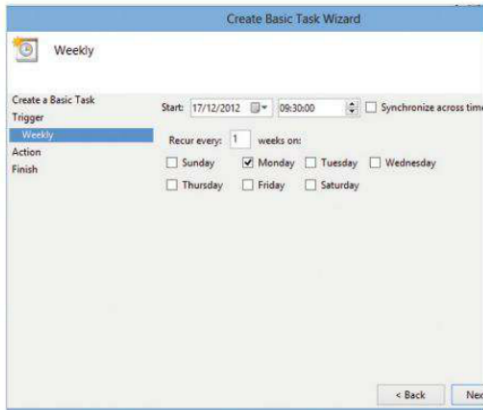 Create Basic Task Wizard
Weekly
Create a Basic Task
Trigger
Weekly
Action
Finish
Start: 17/12/2012 09:30:00 Synchronize across time
Recur every: 1 weeks on:
Sunday Monday Tuesday Wednesday
Thursday Friday Saturday
< Back Nex